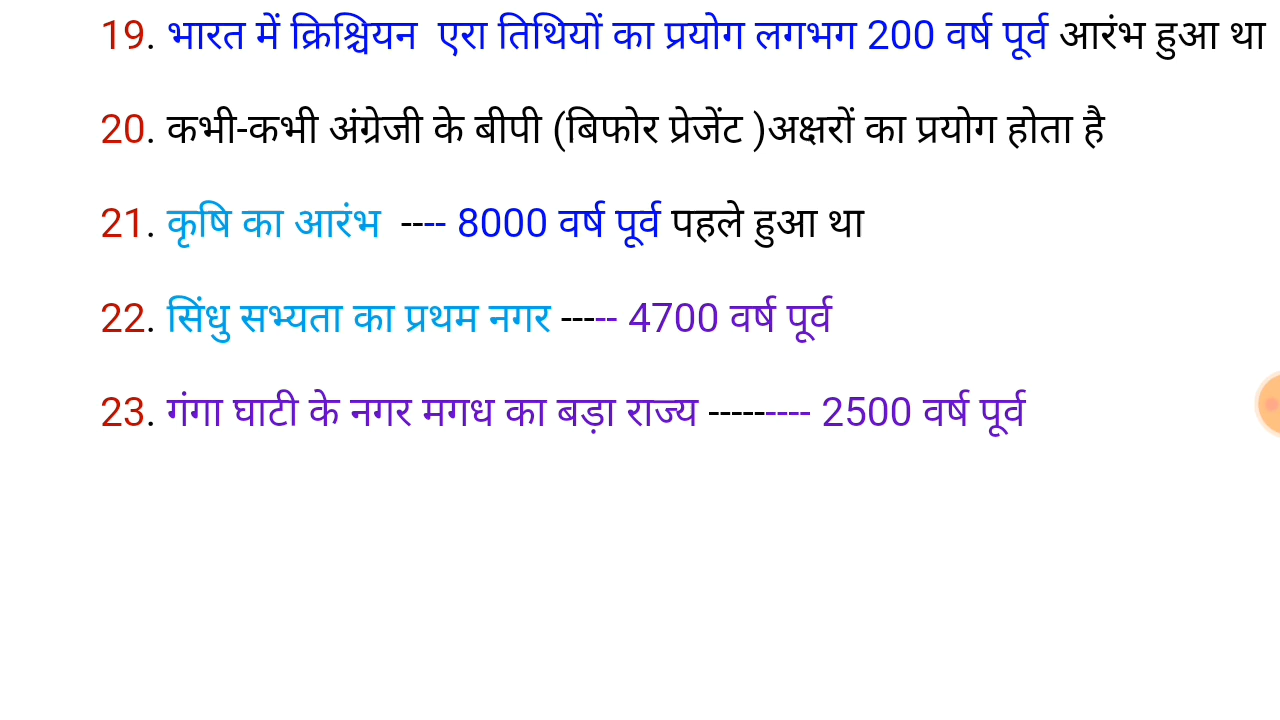 19. भारत में क्रिश्चियन  एरा तिथियों का प्रयोग लगभग 200 वर्ष पूर्व आरंभ हुआ था
20. कभी-कभी अंग्रेजी के बीपी (बिफोर प्रेजेंट )अक्षरों का प्रयोग होता है
21. कृषि का आरंभ  ---- 8000 वर्ष पूर्व पहले हुआ था
22. सिंधु सभ्यता का प्रथम नगर ----- 4700 वर्ष पूर्व
23. गंगा घाटी के नगर मगध का बड़ा राज्य --------- 2500 वर्ष पूर्व